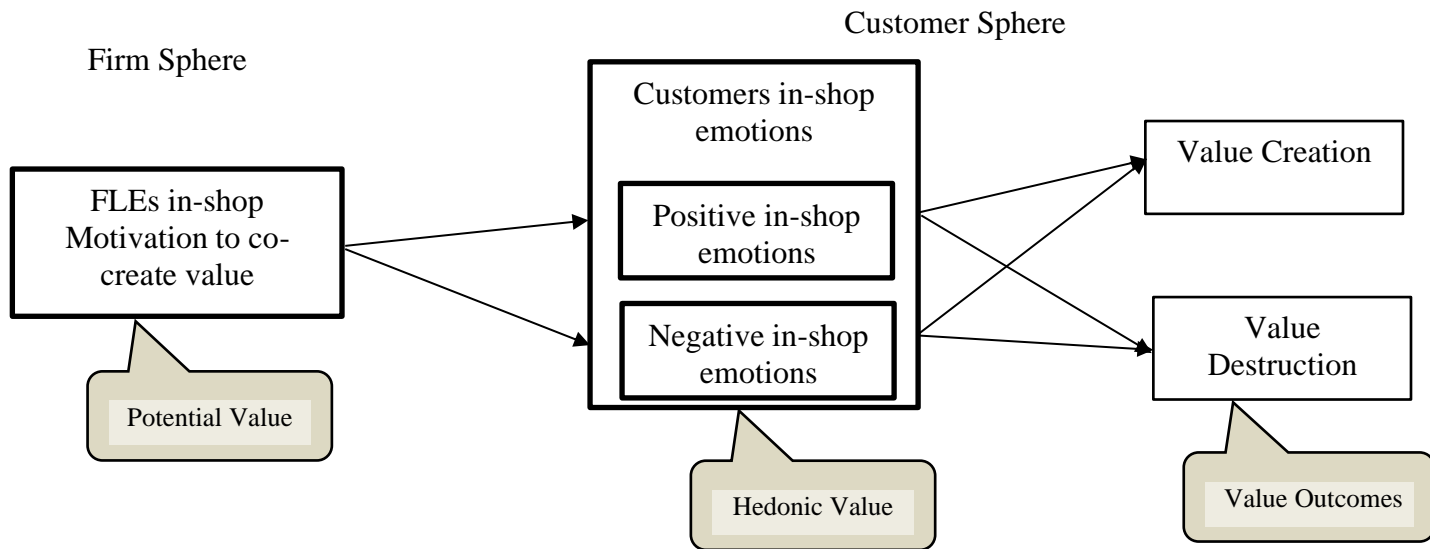 Customer Sphere
Firm Sphere
FLEs in-shop
Motivation to co-
create value
Potential Value
Customers in-shop
emotions
Positive in-shop
emotions
Negative in-shop
emotions
Hedonic Value
Value Creation
Value
Destruction
Value Outcomes